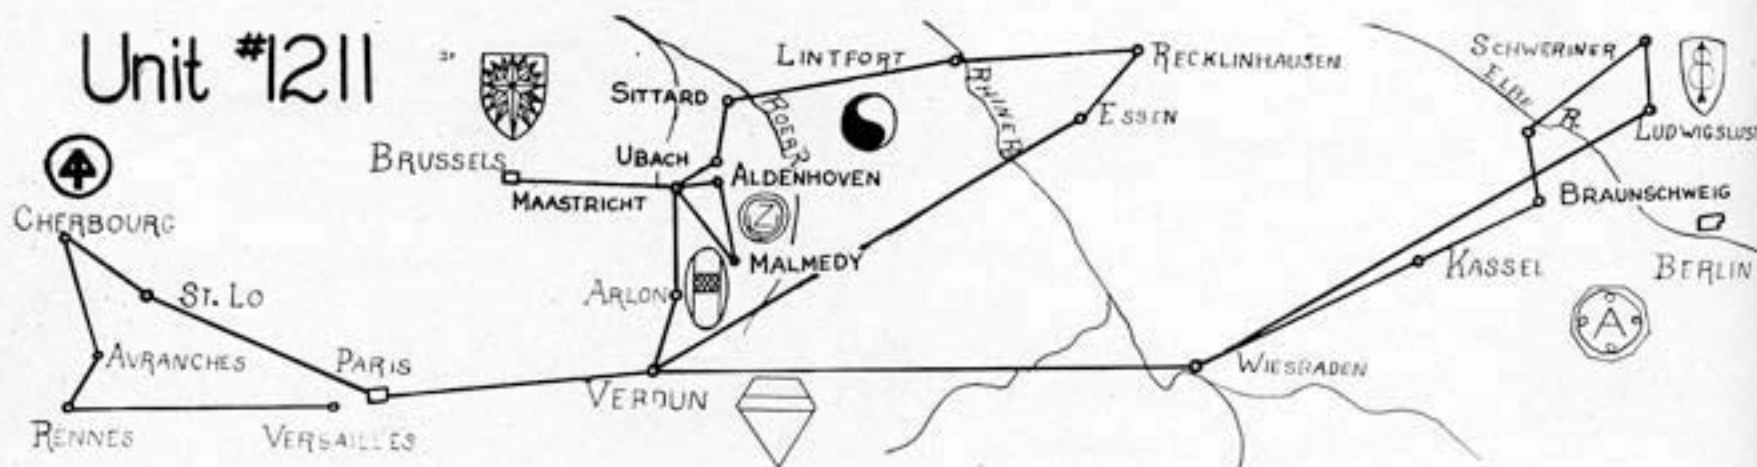 Unit #1211
LINTFORT
RECKLINHAUSEN
SCHWERINER
SITTARD
ROER R
RHINE R
ESSEN
ELBE R.
LUDWIGSLUST
BRUSSELS
UBACH
ALDENHOVEN
MAASTRICHT
Z
BRAUNSCHWEIG
CHERBOURG
MALMEDY
KASSEL
BERLIN
ST. LO
ARLON
A
AVRANCHES
PARIS
VERDUN
WIESBADEN
RENNES
VERSAILLES